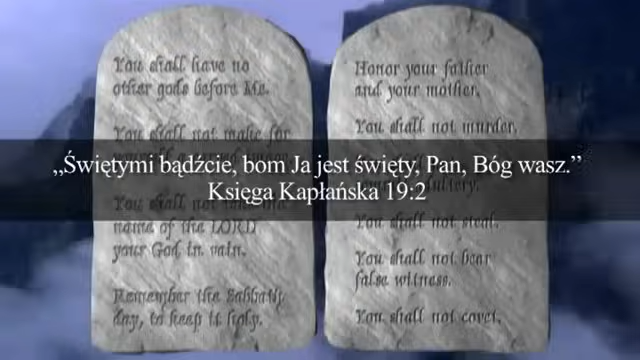 You shall have no
other gods before Me.
You shall not make for
name of the LORD
your God in vain.
Remember the Sabbath
day, to keep it holy.
Honor your father
and your mother.
You shall not murder.
You shall not steal.
You shall not bear
false witness.
You shall not covet.
„Świętymi bądźcie, bom Ja jest święty, Pan, Bóg wasz.”
Księga Kapłańska 19:2